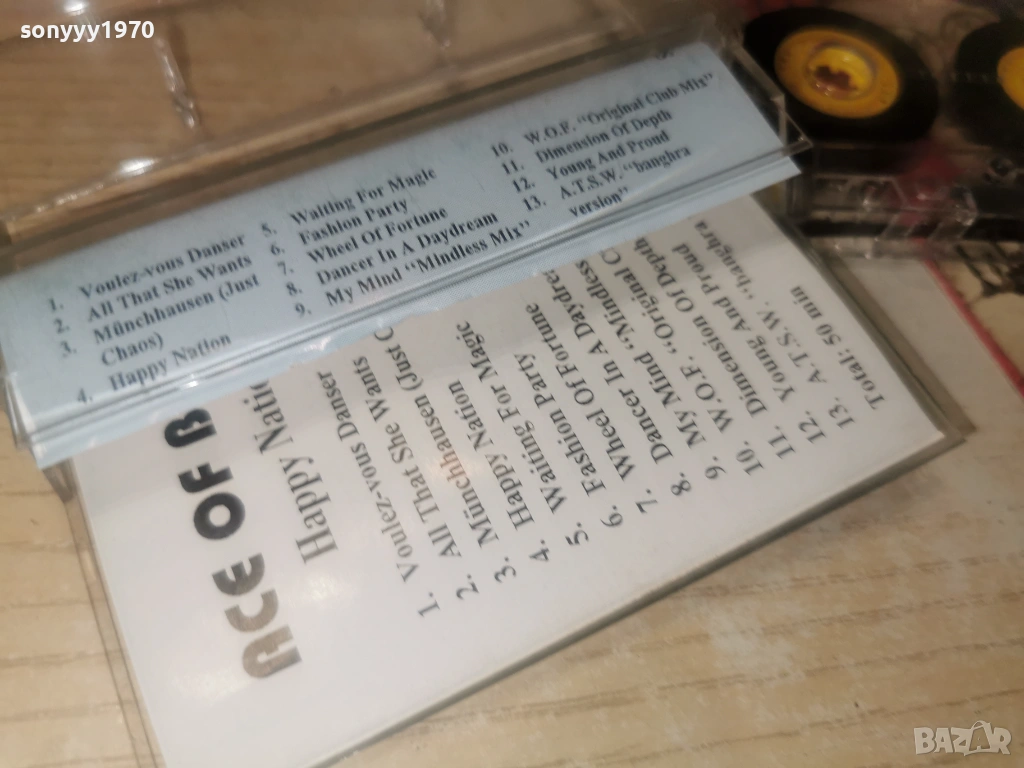 sonyyy1970
1. Voulez-vous Danser
2. All That She Wants
3. Münchhausen (Just
Chaos)
4. Happy Nation
5. Waiting For Magic
6. Fashion Party
7. Wheel Of Fortune
8. Dancer In A Daydream
9. My Mind "Mindless Mix"
10. W.O.F. "Original Club Mix"
11. Dimension Of Depth
12. Young And Proud
13. A.T.S.W. "banghra
version"
ACE OF B
Happy Nati
1. Voulez-vous Danser
2. All That She Wants
3. Münchhausen (Just C
4. Happy Nation
5. Waiting For Magic
6. Fashion Party
7. Wheel Of Fortune
8. Dancer In A Daydre
9. My Mind "Mindless
10. W.O.F. "Original C
11. Dimension Of Depth
12. Young And Proud
13. A.T.S.W. "banghra
Total: 50 min
BAZAR